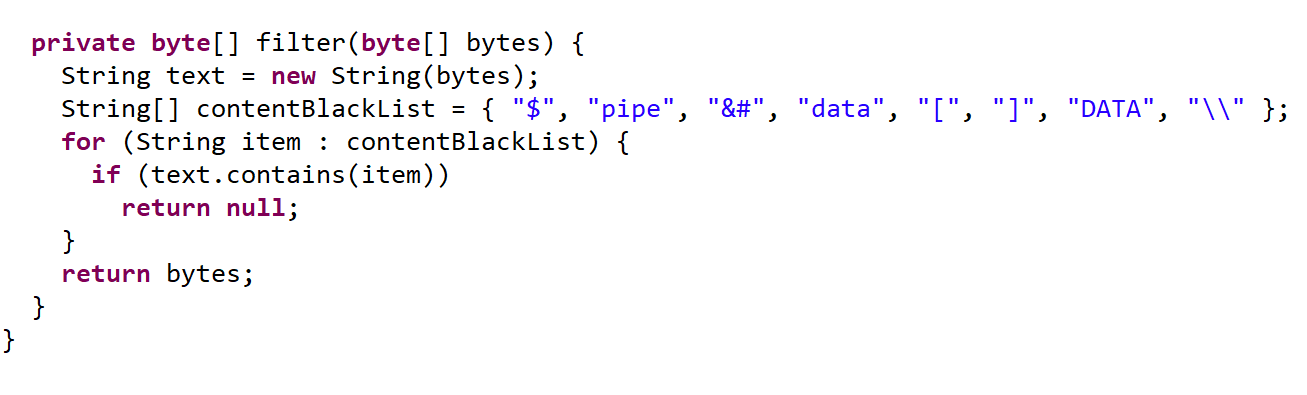 private byte[] filter(byte[] bytes) {
String text = new String(bytes);
String[] contentBlackList = { "$", "pipe", "&#", "data", "[", "]", "DATA", "\\" };
for (String item : contentBlackList) {
if (text.contains(item))
return null;
}
return bytes;
}
}